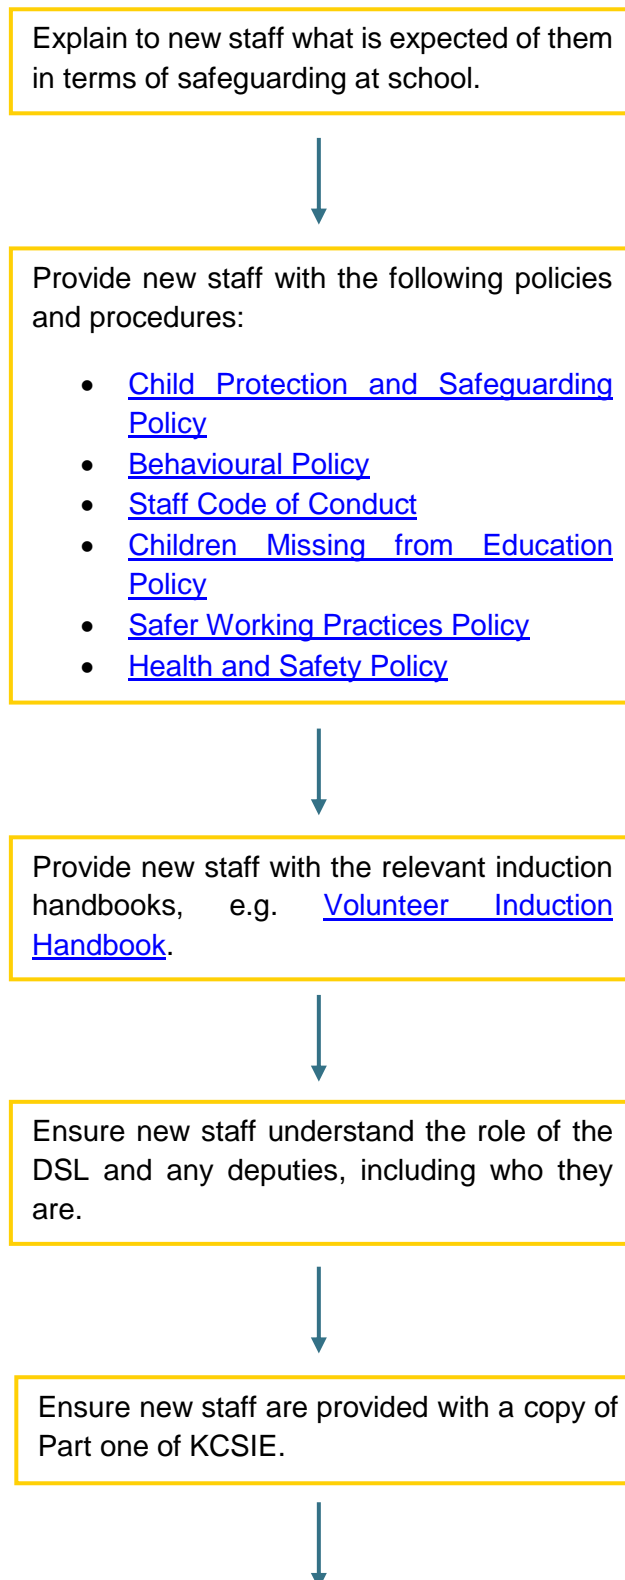 Explain to new staff what is expected of them
in terms of safeguarding at school.
Provide new staff with the following policies
and procedures:
• Child Protection and Safeguarding
Policy
• Behavioural Policy
• Staff Code of Conduct
• Children Missing from Education
Policy
• Safer Working Practices Policy
• Health and Safety Policy
Provide new staff with the relevant induction
handbooks, e.g. Volunteer Induction
Handbook.
Ensure new staff understand the role of the
DSL and any deputies, including who they
are.
Ensure new staff are provided with a copy of
Part one of KCSIE.